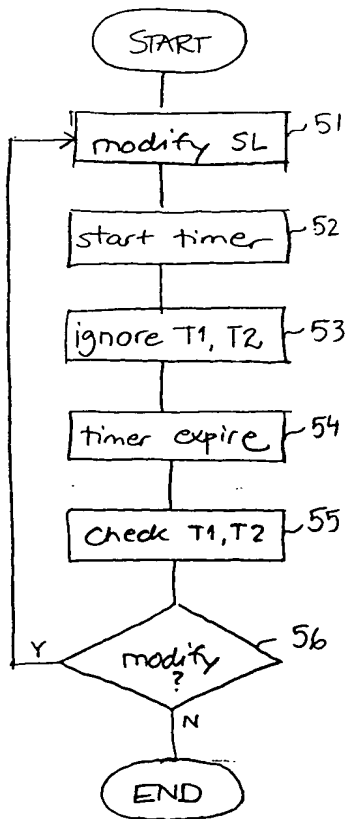 START
modify SL 51
start timer 52
ignore T1, T2 53
timer expire 54
check T1, T2 55
modify ? 56
Y
N
END